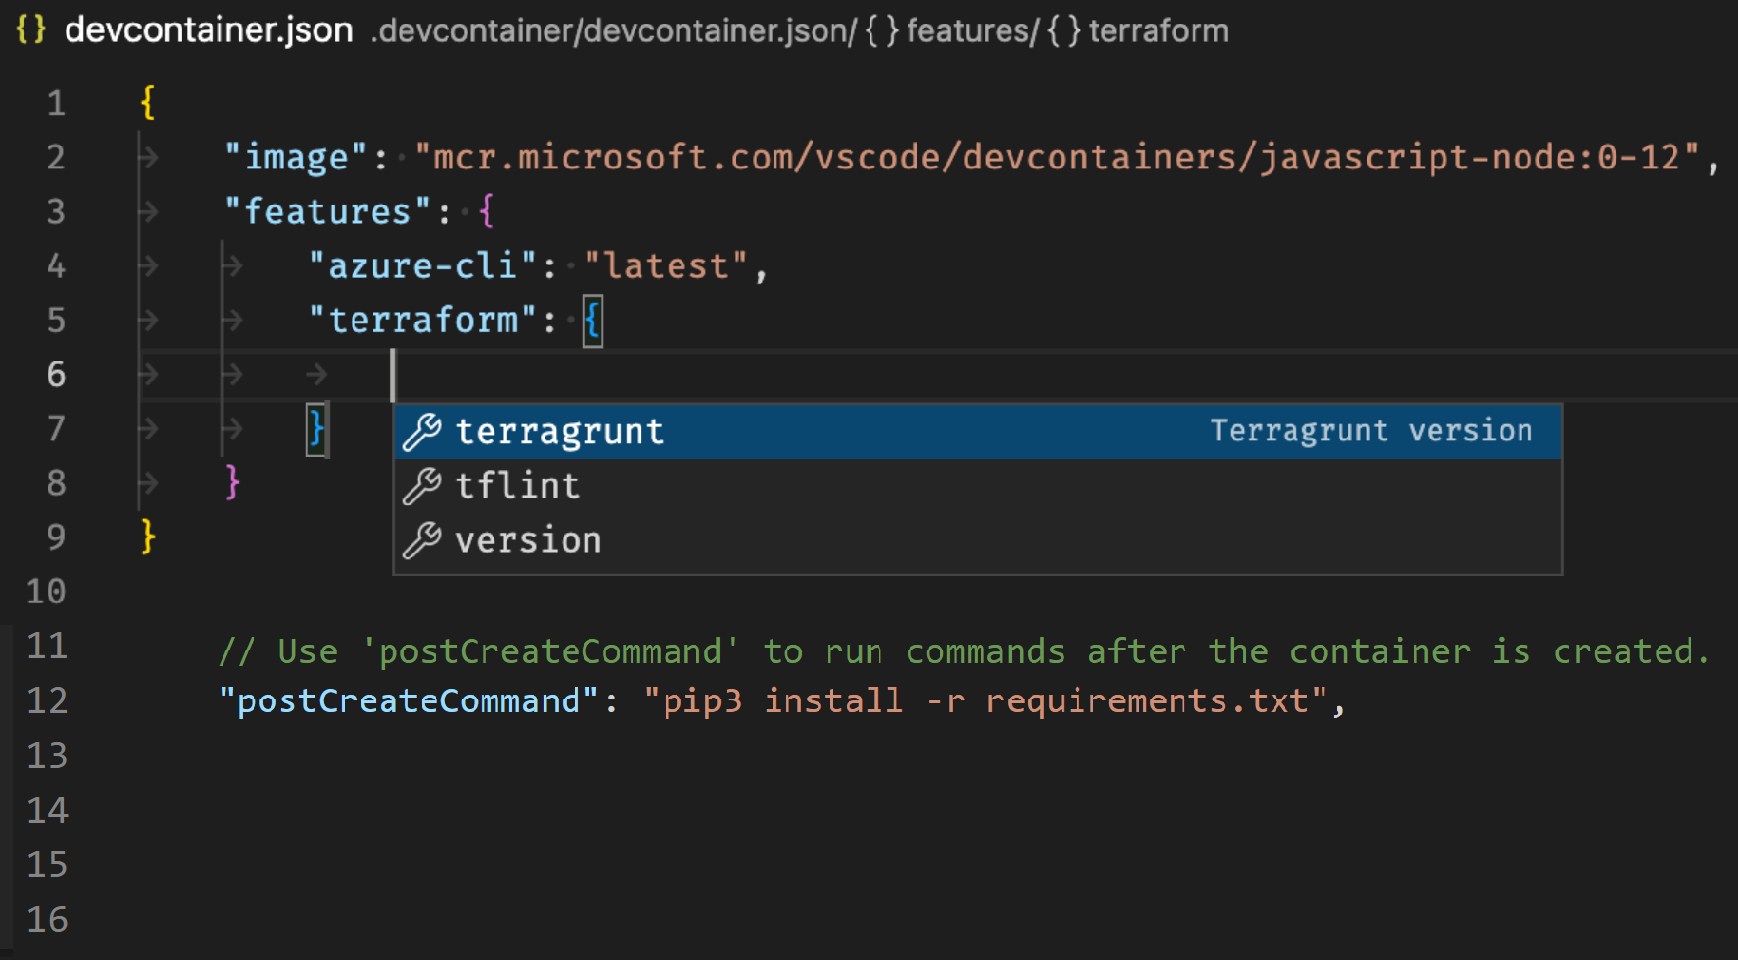 {} devcontainer.json .devcontainer/devcontainer.json/{}features/{}terraform
1 {
2 "image": "mcr.microsoft.com/vscode/devcontainers/javascript-node:0-12",
3 "features": {
4 "azure-cli": "latest",
5 "terraform": {
6
7 }
terragrunt Terragrunt version
8 }
tflint
9 }
version
10
11 // Use 'postCreateCommand' to run commands after the container is created.
12 "postCreateCommand": "pip3 install -r requirements.txt",
13
14
15
16